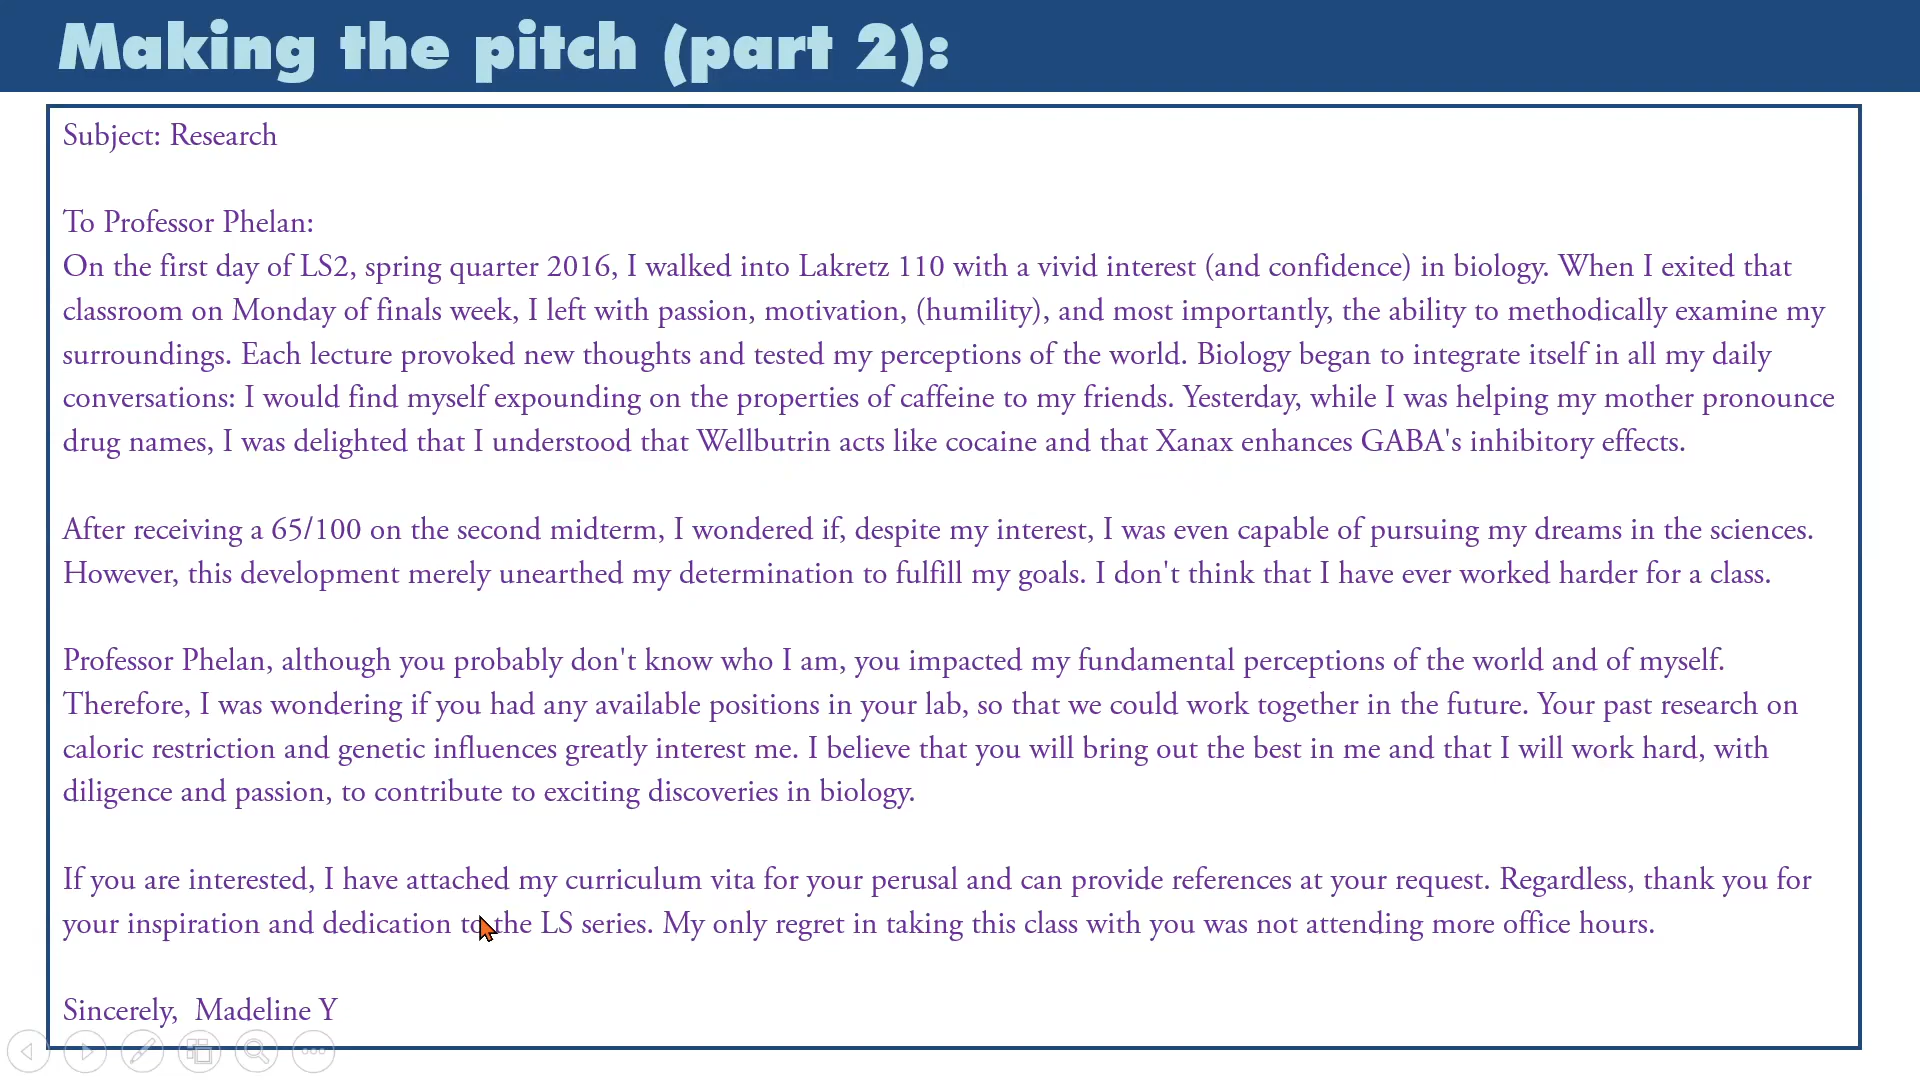 Making the pitch (part 2):
Subject: Research
To Professor Phelan:
On the first day of LS2, spring quarter 2016, I walked into Lakretz 110 with a vivid interest (and confidence) in biology. When I exited that
classroom on Monday of finals week, I left with passion, motivation, (humility), and most importantly, the ability to methodically examine my
surroundings. Each lecture provoked new thoughts and tested my perceptions of the world. Biology began to integrate itself in all my daily
conversations: I would find myself expounding on the properties of caffeine to my friends. Yesterday, while I was helping my mother pronounce
drug names, I was delighted that I understood that Wellbutrin acts like cocaine and that Xanax enhances GABA's inhibitory effects.
After receiving a 65/100 on the second midterm, I wondered if, despite my interest, I was even capable of pursuing my dreams in the sciences.
However, this development merely unearthed my determination to fulfill my goals. I don't think that I have ever worked harder for a class.
Professor Phelan, although you probably don't know who I am, you impacted my fundamental perceptions of the world and of myself.
Therefore, I was wondering if you had any available positions in your lab, so that we could work together in the future. Your past research on
caloric restriction and genetic influences greatly interest me. I believe that you will bring out the best in me and that I will work hard, with
diligence and passion, to contribute to exciting discoveries in biology.
If you are interested, I have attached my curriculum vita for your perusal and can provide references at your request. Regardless, thank you for
your inspiration and dedication to the LS series. My only regret in taking this class with you was not attending more office hours.
Sincerely,  Madeline Y